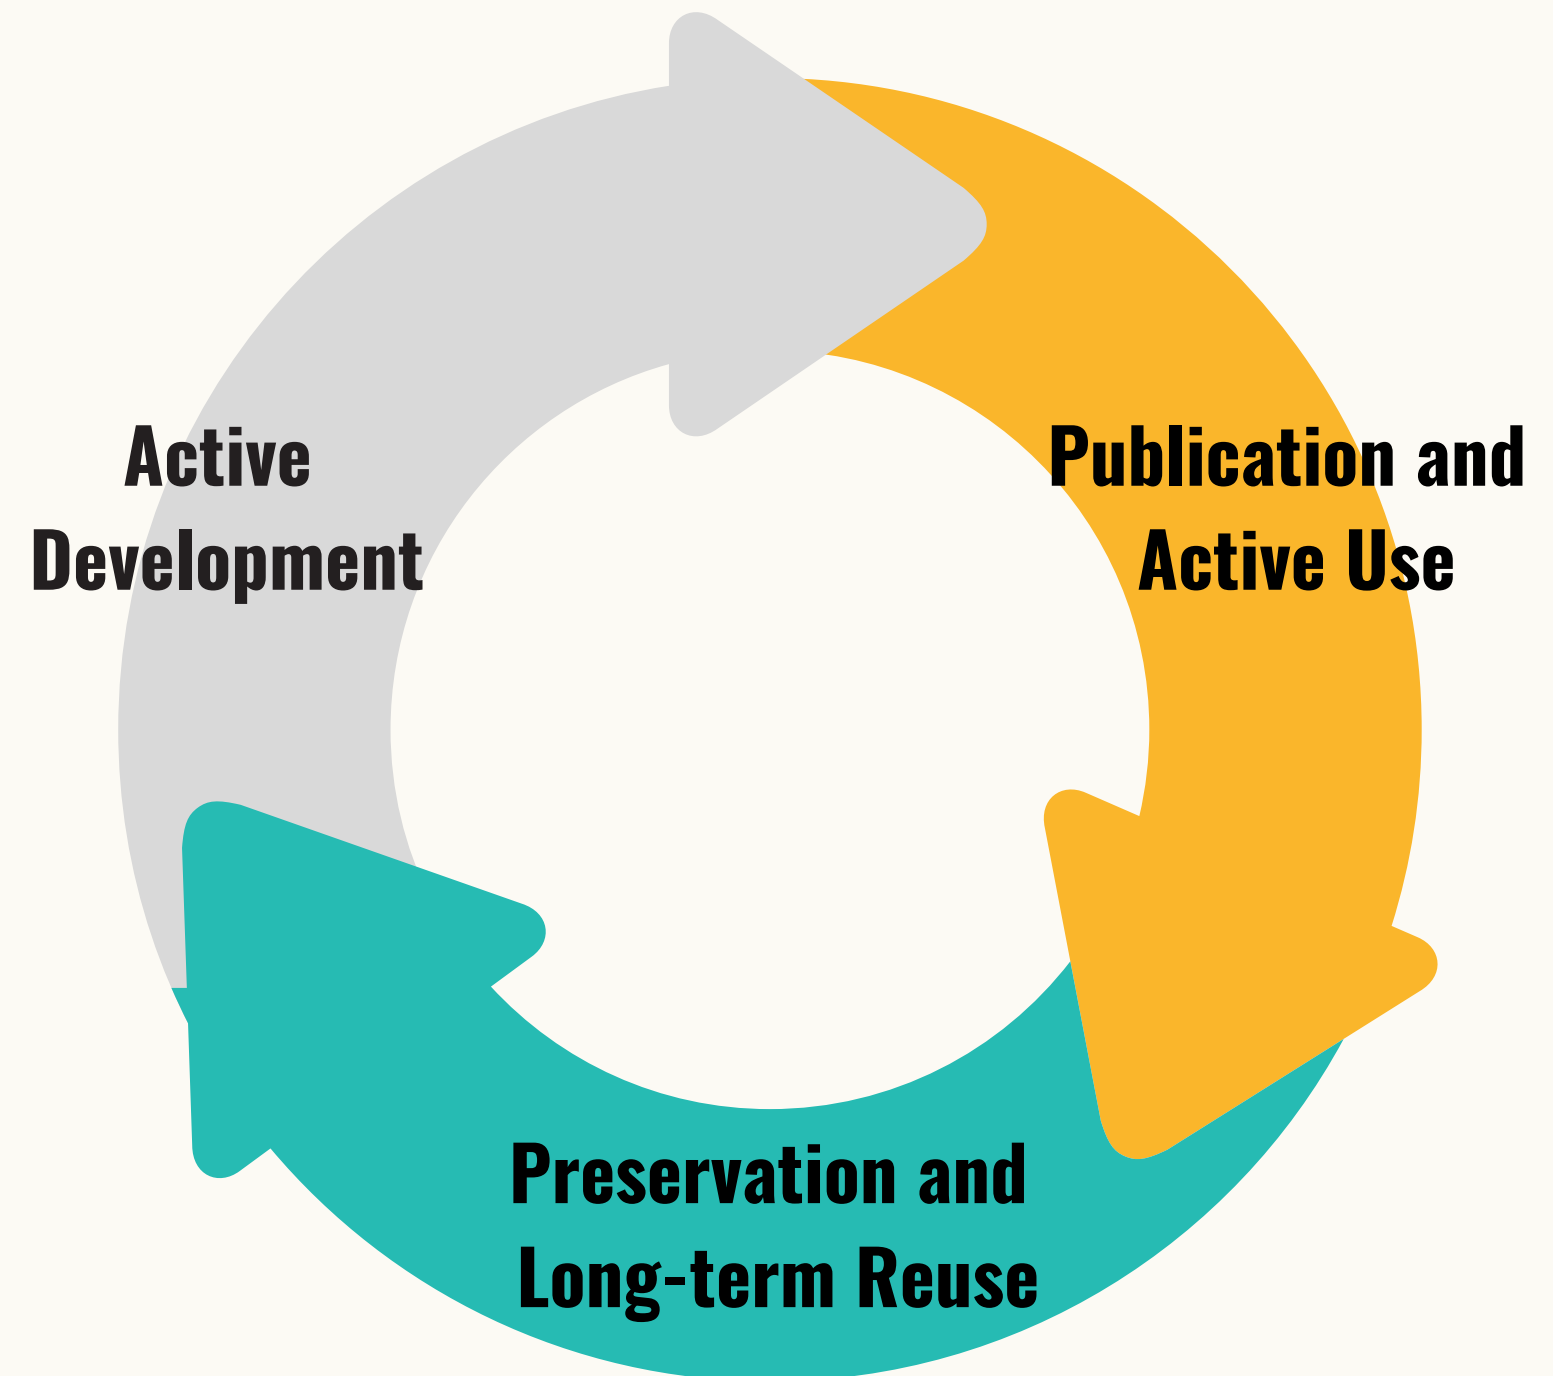 Active
Development
Publication and
Active Use
Preservation and
Long-term Reuse